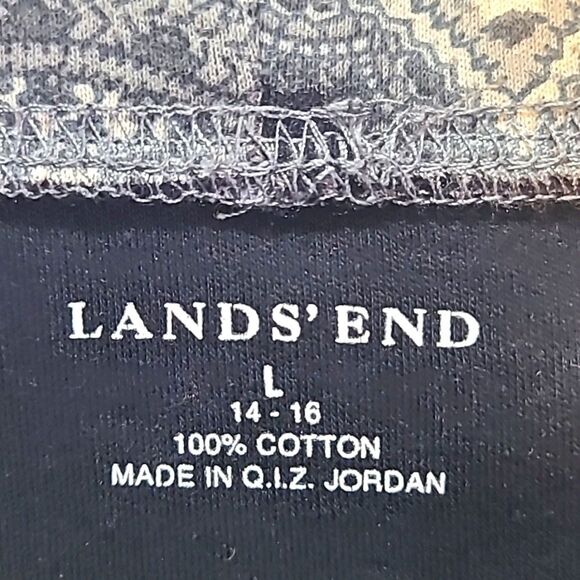 LANDS' END
L
14 - 16
100% COTTON
MADE IN Q.I.Z. JORDAN